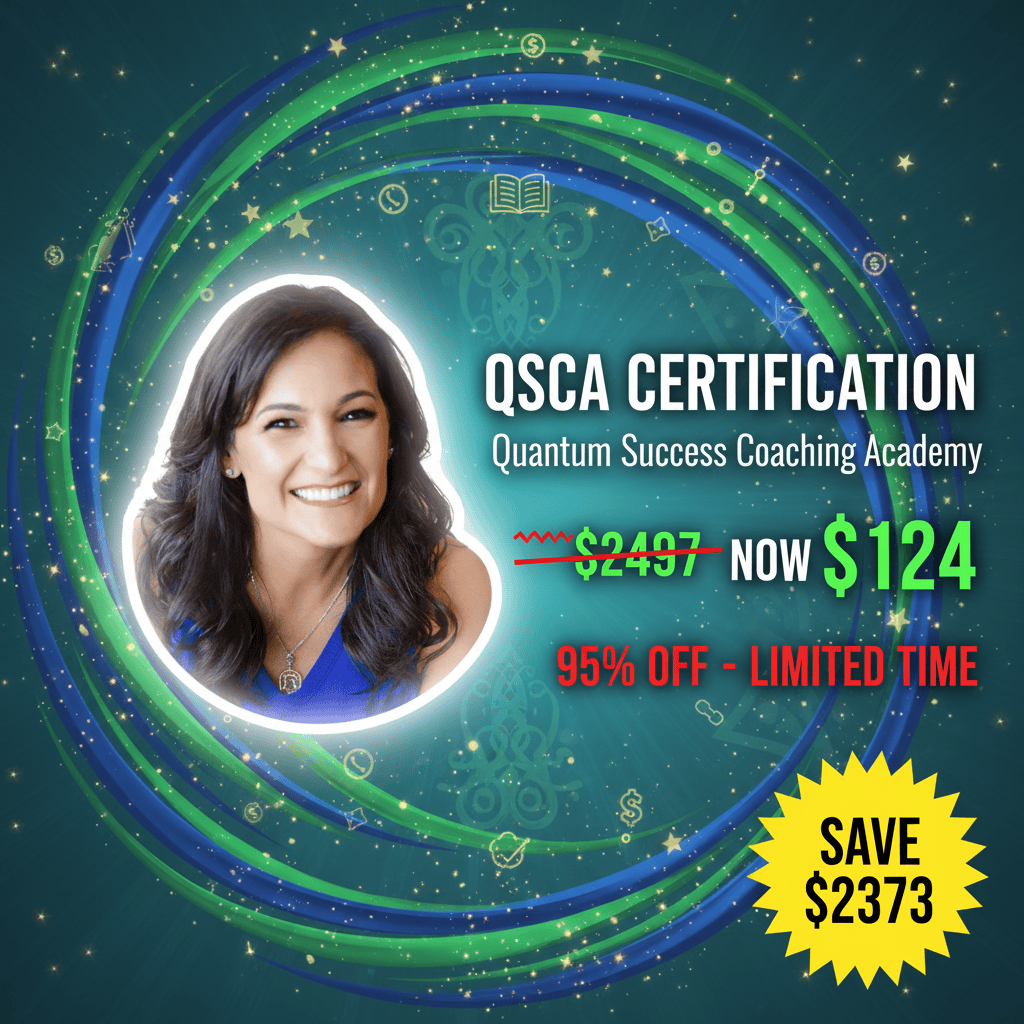 QSCA CERTIFICATION
Quantum Success Coaching Academy
$2497 NOW $124
95% OFF - LIMITED TIME
SAVE
$2373